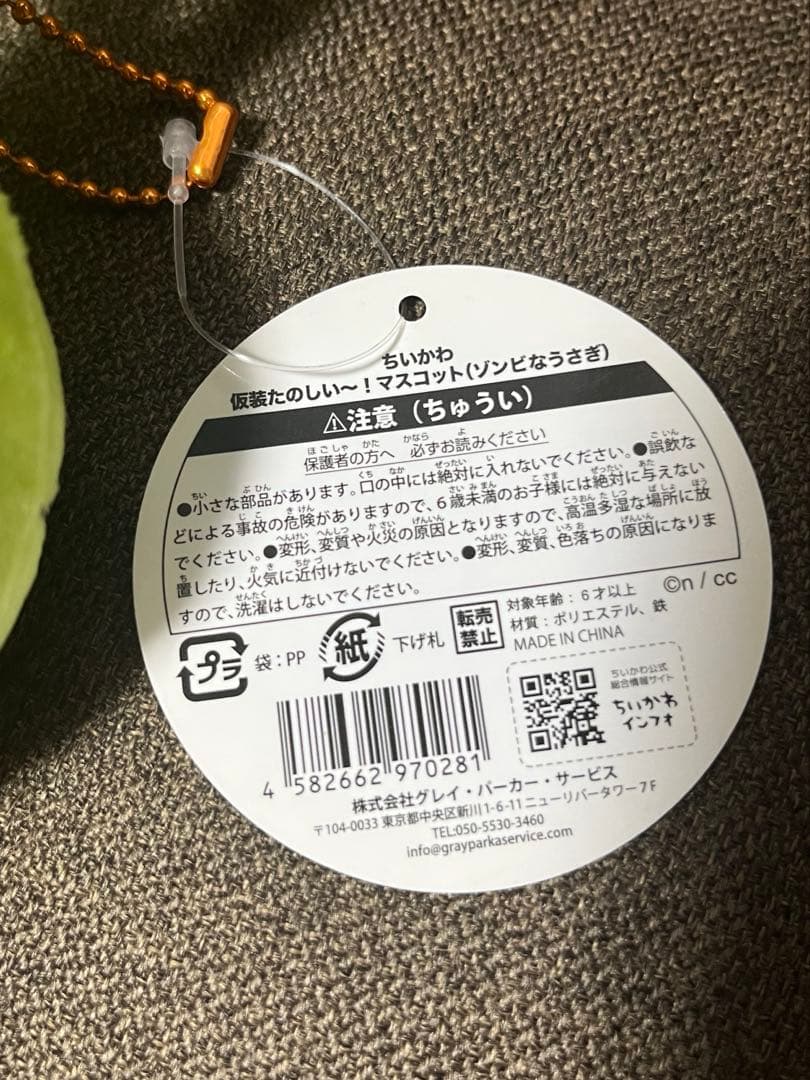 ちいかわ
仮装たのしい〜！マスコット(ゾンビなうさぎ)
⚠注意（ちゅうい）
保護者の方へ 必ずお読みください
●小さな部品があります。口の中には絶対に入れないでください。●誤飲な
どによる事故の危険がありますので、6歳未満のお子様には絶対に与えない
でください。●変形、変質や火災の原因となりますので、高温多湿な場所に放
置したり、火気に近付けないでください。●変形、変質、色落ちの原因になりま
すので、洗濯はしないでください。
©n / cc
プラ 袋：PP 紙 下げ札 転売禁止
対象年齢：6才以上
材質：ポリエステル、鉄
MADE IN CHINA
ちいかわ公式
総合情報サイト
ちいかわ
インフォ
4 582662 970281
株式会社グレイ・パーカー・サービス
〒104-0033 東京都中央区新川1-6-11 ニューリバータワー7F
TEL:050-5530-3460
info@grayparkaservice.com